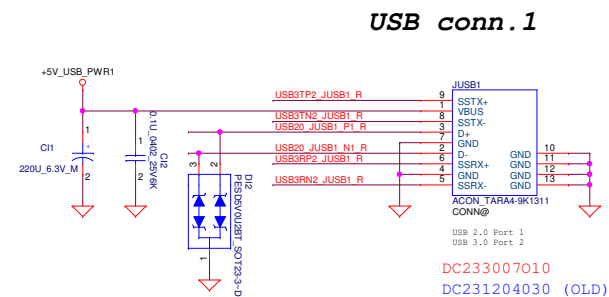 USB conn.1
+5V_USB_PWR1
JUSB1
USB3TP2_JUSB1_R 9 SSTX+
1 VBUS
USB3TN2_JUSB1_R 8 SSTX-
USB20_JUSB1_P1_R 3 D+
7 GND
USB20_JUSB1_N1_R 2 D- GND 10
USB3RP2_JUSB1_R 6 SSRX+ GND 11
4 GND GND 12
USB3RN2_JUSB1_R 5 SSRX- GND 13
ACON_TARA4-9K1311
CONN@
USB 2.0 Port 1
USB 3.0 Port 2
DC233007O10
DC231204030 (OLD)
1
CI1 +
220U_6.3V_M
2
1
2
CI2
0.1U_0402_25V6K
3 2
1
DI2
PESD5V0U2BT_SOT23-3~D